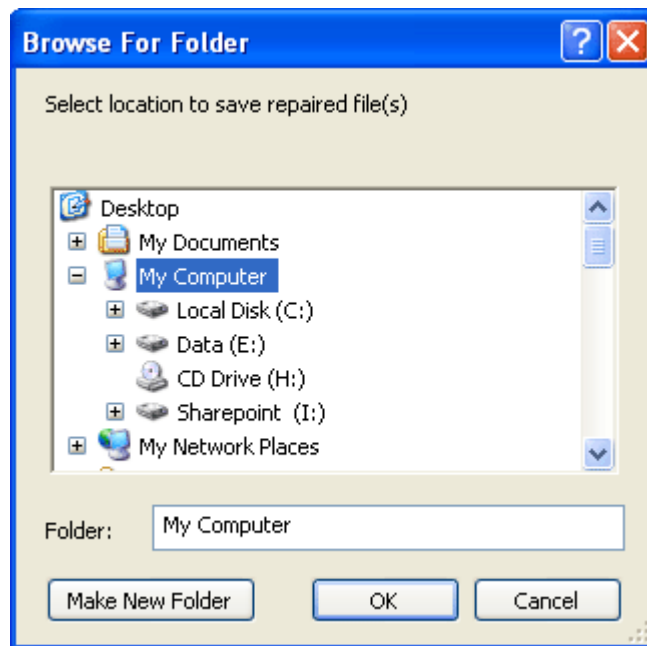 Browse For Folder
Select location to save repaired file(s)
Desktop
My Documents
My Computer
Local Disk (C:)
Data (E:)
CD Drive (H:)
Sharepoint  (I:)
My Network Places
Folder: My Computer
Make New Folder OK Cancel